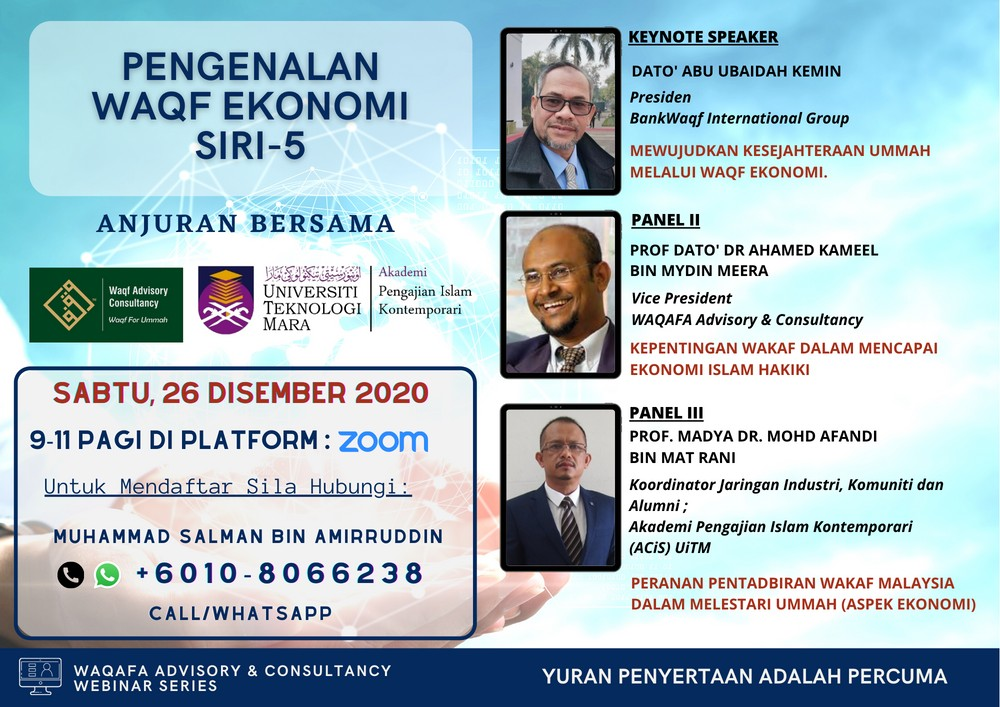 PENGENALAN
WAQF EKONOMI
SIRI-5
ANJURAN BERSAMA
Waqf Advisory
Consultancy
Waqf For Ummah
UNIVERSITI
TEKNOLOGI
MARA
Akademi
Pengajian Islam
Kontemporari
SABTU, 26 DISEMBER 2020
9-11 PAGI DI PLATFORM : zoom
Untuk Mendaftar Sila Hubungi:
MUHAMMAD SALMAN BIN AMIRRUDDIN
+6010-8066238
CALL/WHATSAPP
KEYNOTE SPEAKER
DATO' ABU UBAIDAH KEMIN
Presiden
BankWaqf International Group
MEWUJUDKAN KESEJAHTERAAN UMMAH
MELALUI WAQF EKONOMI.
PANEL II
PROF DATO' DR AHAMED KAMEEL
BIN MYDIN MEERA
Vice President
WAQAFA Advisory & Consultancy
KEPENTINGAN WAKAF DALAM MENCAPAI
EKONOMI ISLAM HAKIKI
PANEL III
PROF. MADYA DR. MOHD AFANDI
BIN MAT RANI
Koordinator Jaringan Industri, Komuniti dan
Alumni ;
Akademi Pengajian Islam Kontemporari
(ACiS) UiTM
PERANAN PENTADBIRAN WAKAF MALAYSIA
DALAM MELESTARI UMMAH (ASPEK EKONOMI)
WAQAFA ADVISORY & CONSULTANCY
WEBINAR SERIES
YURAN PENYERTAAN ADALAH PERCUMA